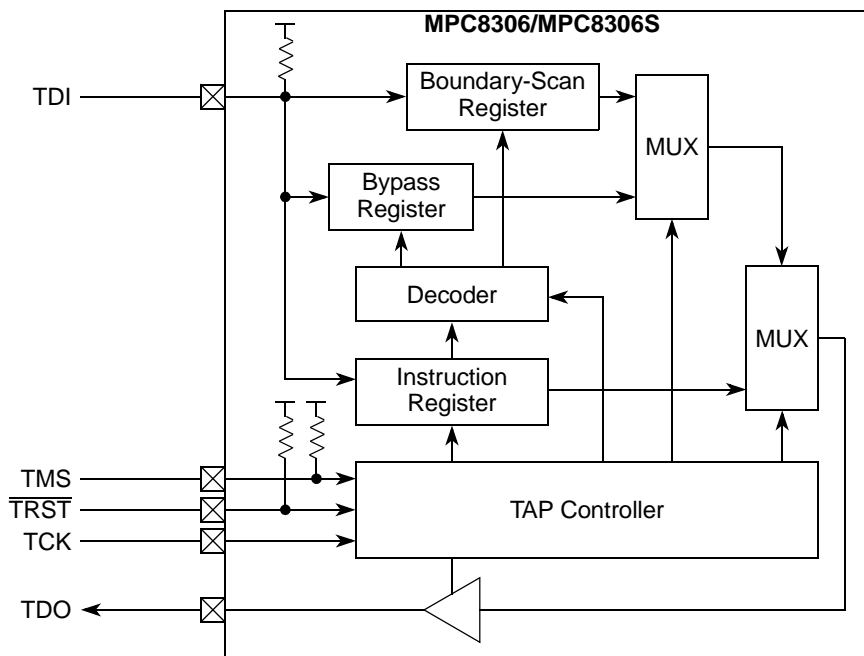 MPC8306/MPC8306S
TDI
Boundary-Scan
Register
MUX
Bypass
Register
Decoder
MUX
Instruction
Register
TMS
TRST
TCK
TAP Controller
TDO